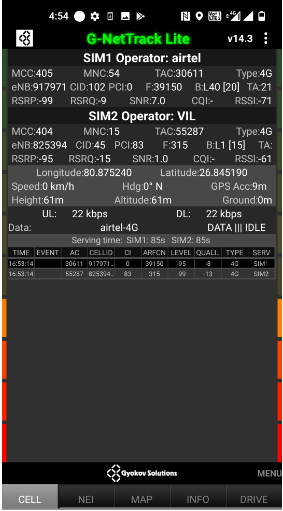 4:54
G-NetTrack Lite v14.3
SIM1 Operator: airtel
MCC:405 MNC:54 TAC:30611 Type:4G
eNB:917971 CID:102 PCI:0 F:39150 B:L40 [20] TA:21
RSRP:-99 RSRQ:-9 SNR:7.0 CQI:- RSSI:-71
SIM2 Operator: VIL
MCC:404 MNC:15 TAC:55287 Type:4G
eNB:825394 CID:45 PCI:83 F:315 B:L1 [15] TA:
RSRP:-95 RSRQ:-15 SNR:1.0 CQI:- RSSI:-61
Longitude:80.875240 Latitude:26.845190
Speed:0 km/h Hdg:0° N GPS Acc:9m
Height:61m Altitude:61m Ground:0m
UL: 22 kbps DL: 22 kbps
Data: airtel-4G DATA ||| IDLE
Serving time: SIM1: 85s SIM2: 85s
TIME EVENT AC CELLID CI ARFCN LEVEL QUALL TYPE SERV
16:53:14 30611 917971.. 0 39150 -95 -8 4G SIM1
16:53:14 55287 825394.. 83 315 -99 -13 4G SIM2
Gyokov Solutions MENU
CELL NEI MAP INFO DRIVE